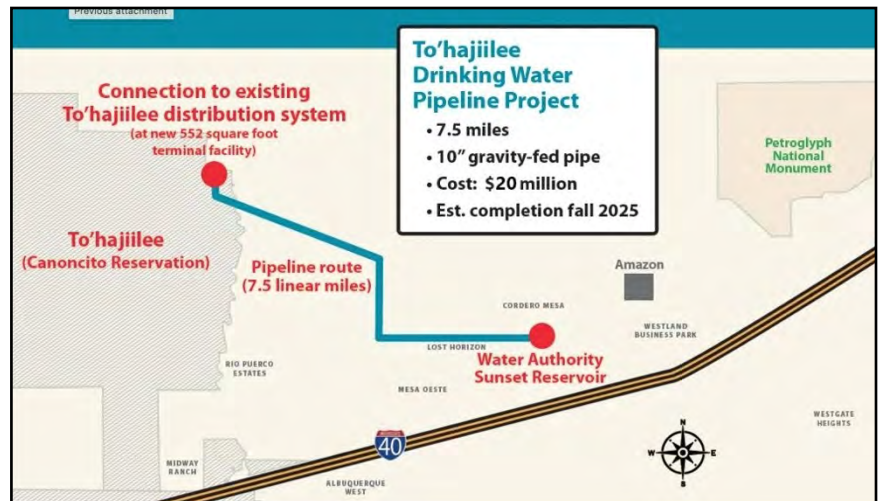 Previous attachment
To’hajiilee
Drinking Water
Pipeline Project
• 7.5 miles
• 10” gravity-fed pipe
• Cost: $20 million
• Est. completion fall 2025
Connection to existing
To’hajiilee distribution system
(at new 552 square foot
terminal facility)
Petroglyph
National
Monument
To’hajiilee
(Canoncito Reservation)
Pipeline route
(7.5 linear miles)
Amazon
CORDERO MESA
WESTLAND
BUSINESS PARK
LOST HORIZON
Water Authority
Sunset Reservoir
RIO PUERCO
ESTATES
MESA OESTE
WESTGATE
HEIGHTS
40
N
W
E
S
MIDWAY
RANCH
ALBUQUERQUE
WEST